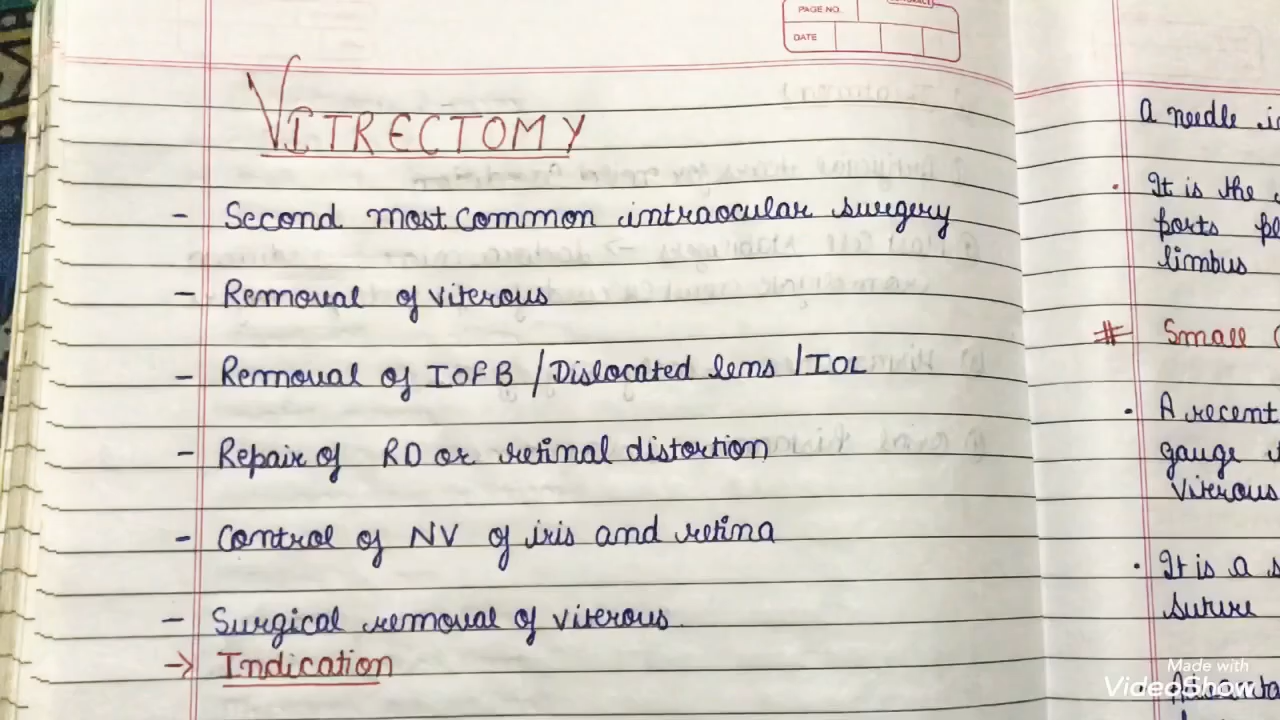 PAGE NO.
DATE
VITRECTOMY
- Second most common intraocular surgery
- Removal of viterous
- Removal of IOFB / Dislocated lens / IOL
- Repair of RD or retinal distortion
- Control of NV of iris and retina
- Surgical removal of viterous
→ Indication
A needle
• It is the
ports
limbus
# Small
• A recent
gauge
viterous
• It is a
suture
Made with
VideoShow